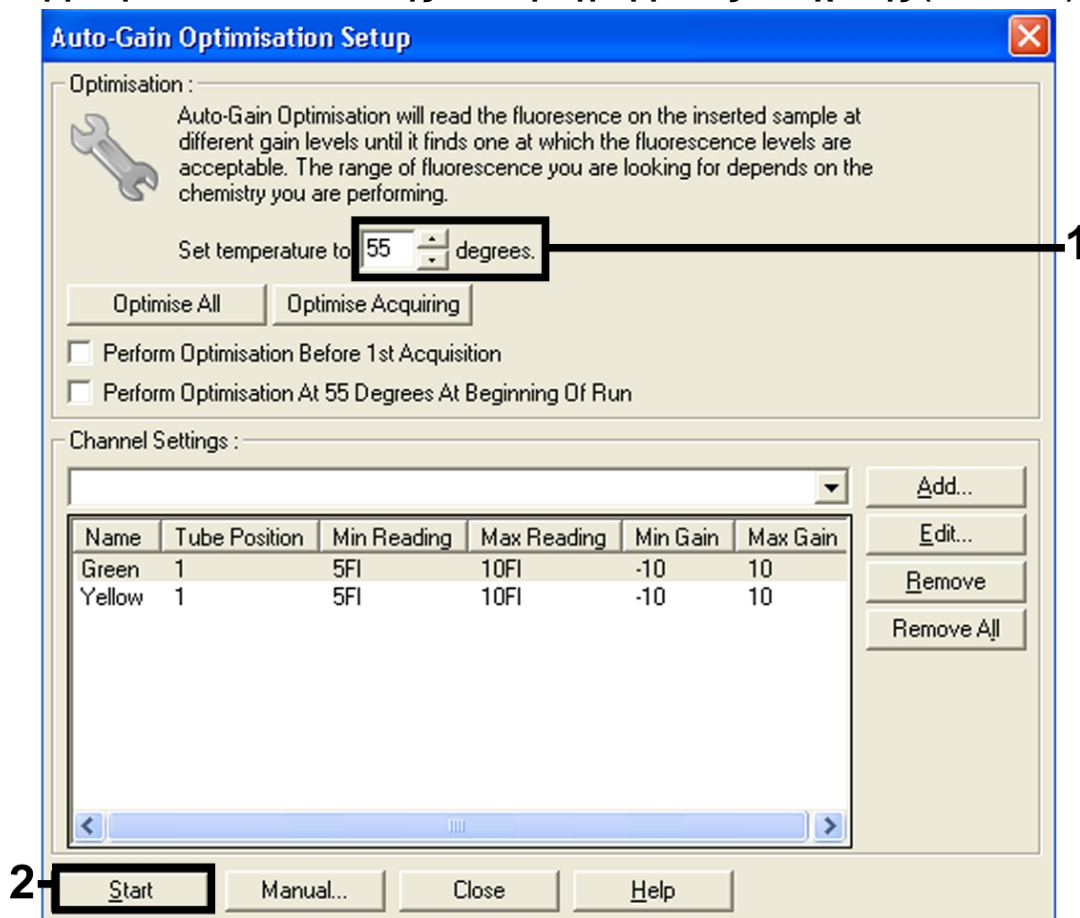 Auto-Gain Optimisation Setup
Optimisation :
Auto-Gain Optimisation will read the fluoresence on the inserted sample at
different gain levels until it finds one at which the fluorescence levels are
acceptable. The range of fluorescence you are looking for depends on the
chemistry you are performing.
Set temperature to 55 degrees.
1
Optimise All Optimise Acquiring
Perform Optimisation Before 1st Acquisition
Perform Optimisation At 55 Degrees At Beginning Of Run
Channel Settings :
Add...
Name Tube Position Min Reading Max Reading Min Gain Max Gain
Edit...
Green 1 5Fl 10Fl -10 10
Yellow 1 5Fl 10Fl -10 10
Remove
Remove All
2
Start Manual... Close Help